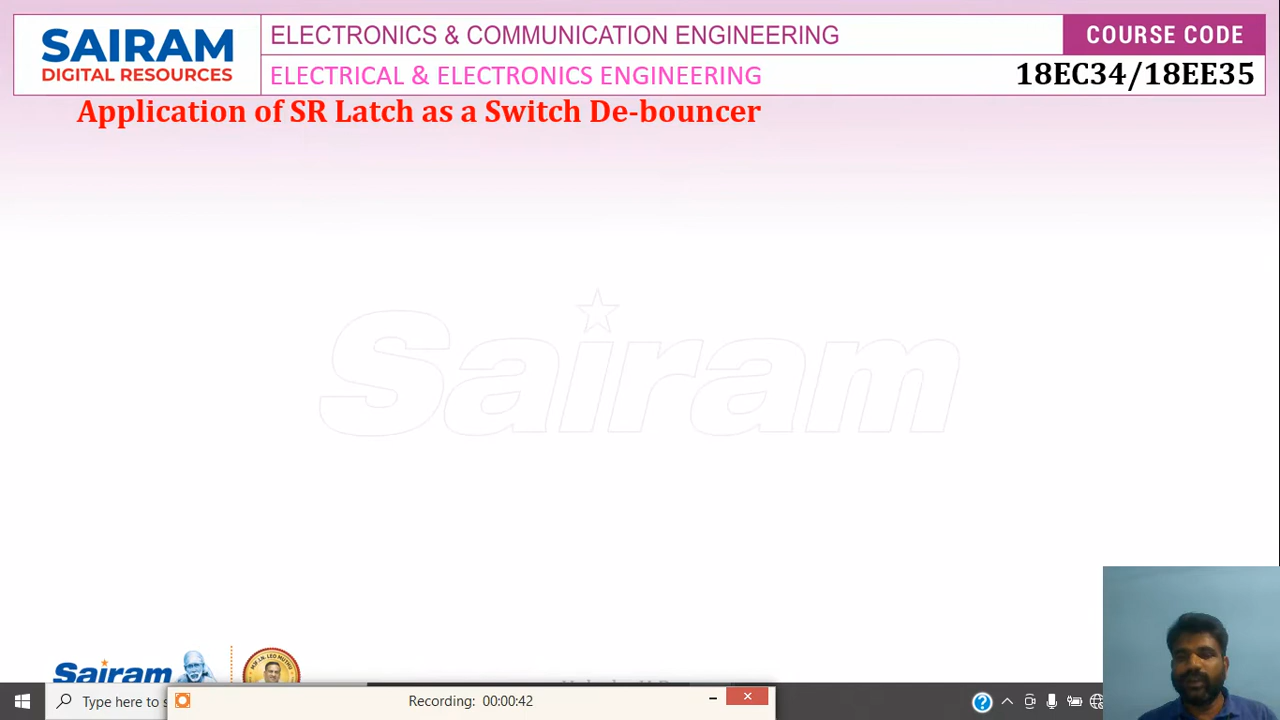 SAIRAM
DIGITAL RESOURCES
ELECTRONICS & COMMUNICATION ENGINEERING
COURSE CODE
ELECTRICAL & ELECTRONICS ENGINEERING
18EC34/18EE35
Application of SR Latch as a Switch De-bouncer
Sairam
Sairam
Type here to s
Recording: 00:00:42